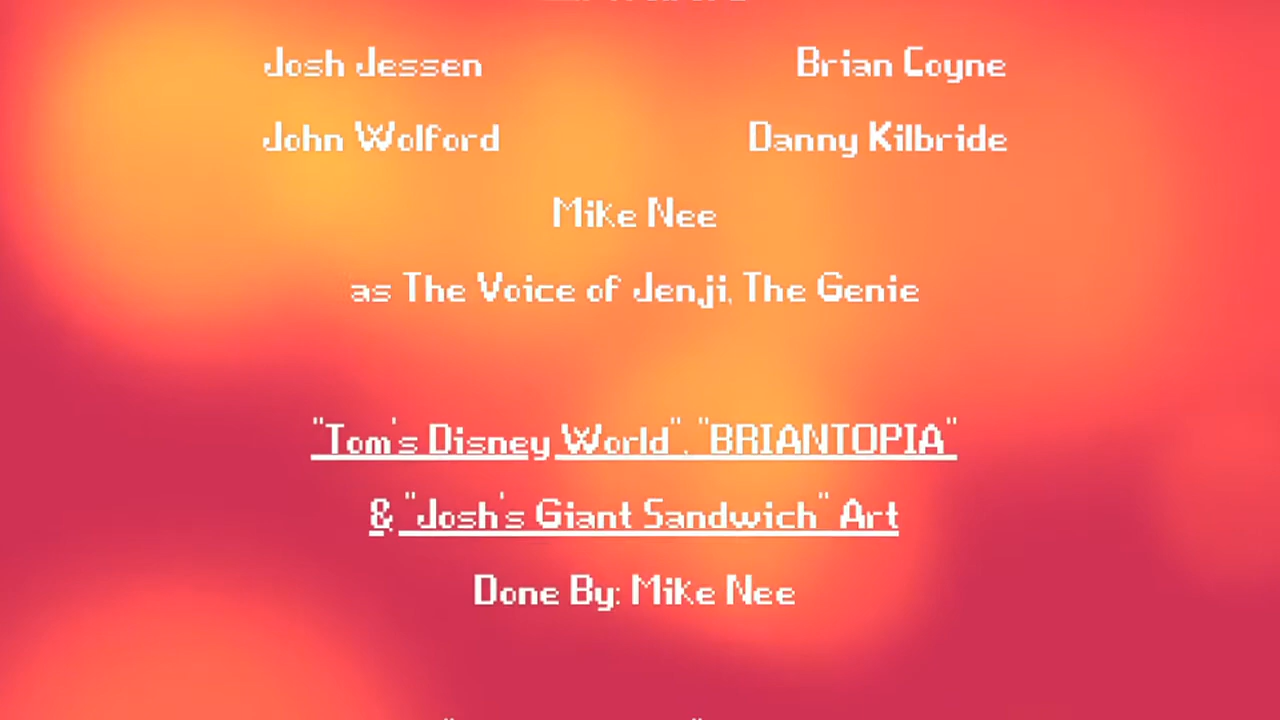 Josh Jessen Brian Coyne
John Wolford Danny Kilbride
Mike Nee
as The Voice of Jenji, The Genie
"Tom's Disney World", "BRIANTOPIA"
& "Josh's Giant Sandwich" Art
Done By: Mike Nee